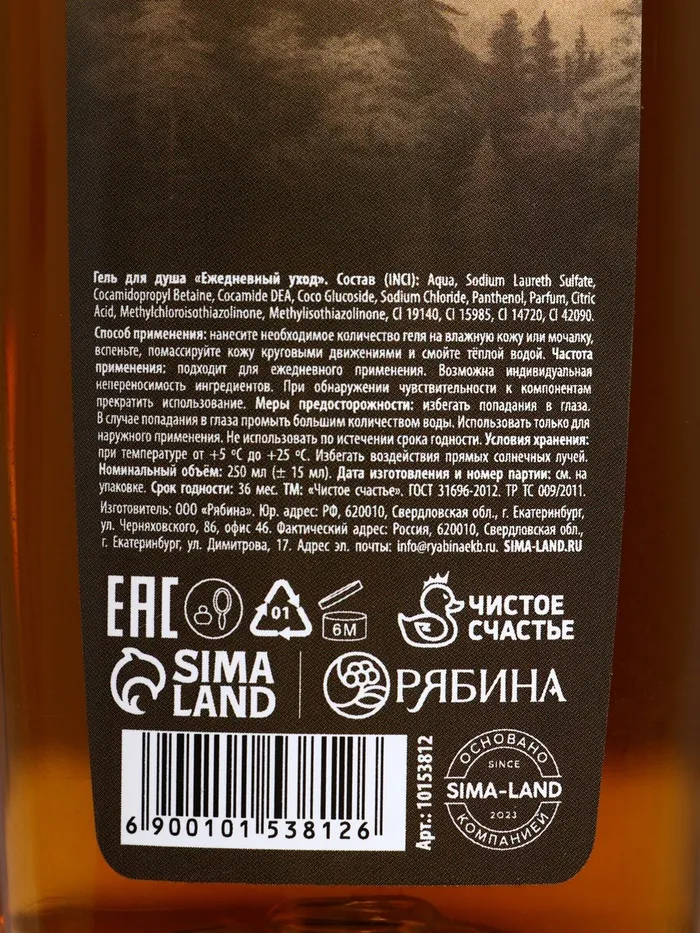 Гель для душа «Ежедневный уход». Состав (INCI): Aqua, Sodium Laureth Sulfate,
Cocamidopropyl Betaine, Cocamide DEA, Coco Glucoside, Sodium Chloride, Panthenol, Parfum, Citric
Acid, Methylchloroisothiazolinone, Methylisothiazolinone, CI 19140, CI 15985, CI 14720, CI 42090.
Способ применения: нанесите необходимое количество геля на влажную кожу или мочалку,
вспеньте, помассируйте кожу круговыми движениями и смойте тёплой водой. Частота
применения: подходит для ежедневного применения. Возможна индивидуальная
непереносимость ингредиентов. При обнаружении чувствительности к компонентам
прекратить использование. Меры предосторожности: избегать попадания в глаза.
В случае попадания в глаза промыть большим количеством воды. Использовать только для
наружного применения. Не использовать по истечении срока годности. Условия хранения:
при температуре от +5 ºС до +25 ºС. Избегать воздействия прямых солнечных лучей.
Номинальный объём: 250 мл (± 15 мл). Дата изготовления и номер партии: см. на
упаковке. Срок годности: 36 мес. ТМ: «Чистое счастье». ГОСТ 31696-2012. ТР ТС 009/2011.
Изготовитель: ООО «Рябина». Юр. адрес: РФ, 620010, Свердловская обл., г. Екатеринбург,
ул. Черняховского, 86, офис 46. Фактический адрес: Россия, 620010, Свердловская обл.,
г. Екатеринбург, ул. Димитрова, 17. Адрес эл. почты: info@ryabinaekb.ru. SIMA-LAND.RU
EAC
01
6M
ЧИСТОЕ
СЧАСТЬЕ
SIMA
LAND
РЯБИНА
6 900101 538126
Арт.: 10153812
ОСНОВАНО
SINCE
SIMA-LAND
2023
КОМПАНИЕЙ